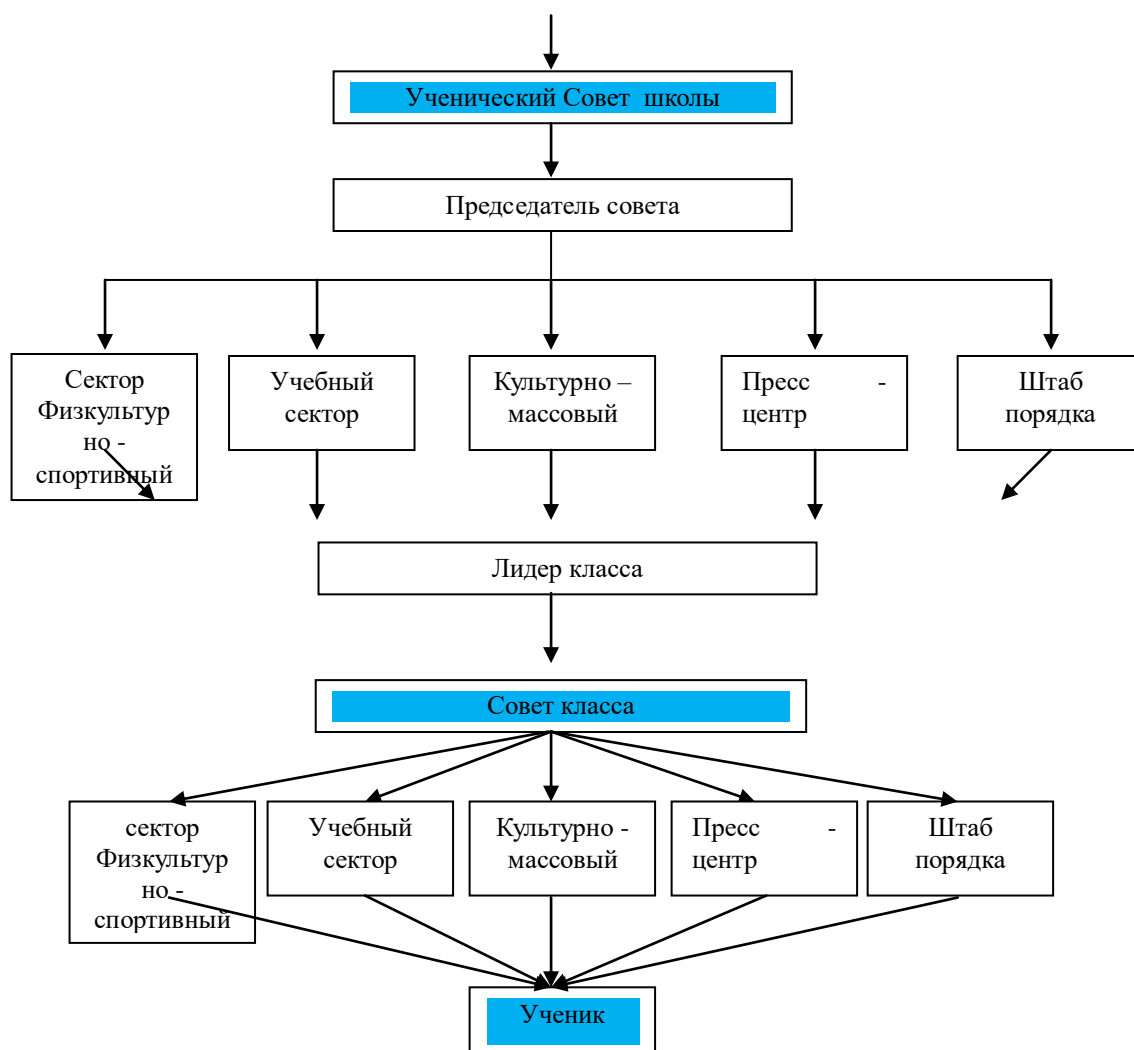 Ученический Совет школы
Председатель совета
Сектор
Физкультур
но -
спортивный
Учебный
сектор
Культурно –
массовый
Пресс -
центр
Штаб
порядка
Лидер класса
Совет класса
сектор
Физкультур
но -
спортивный
Учебный
сектор
Культурно -
массовый
Пресс -
центр
Штаб
порядка
Ученик